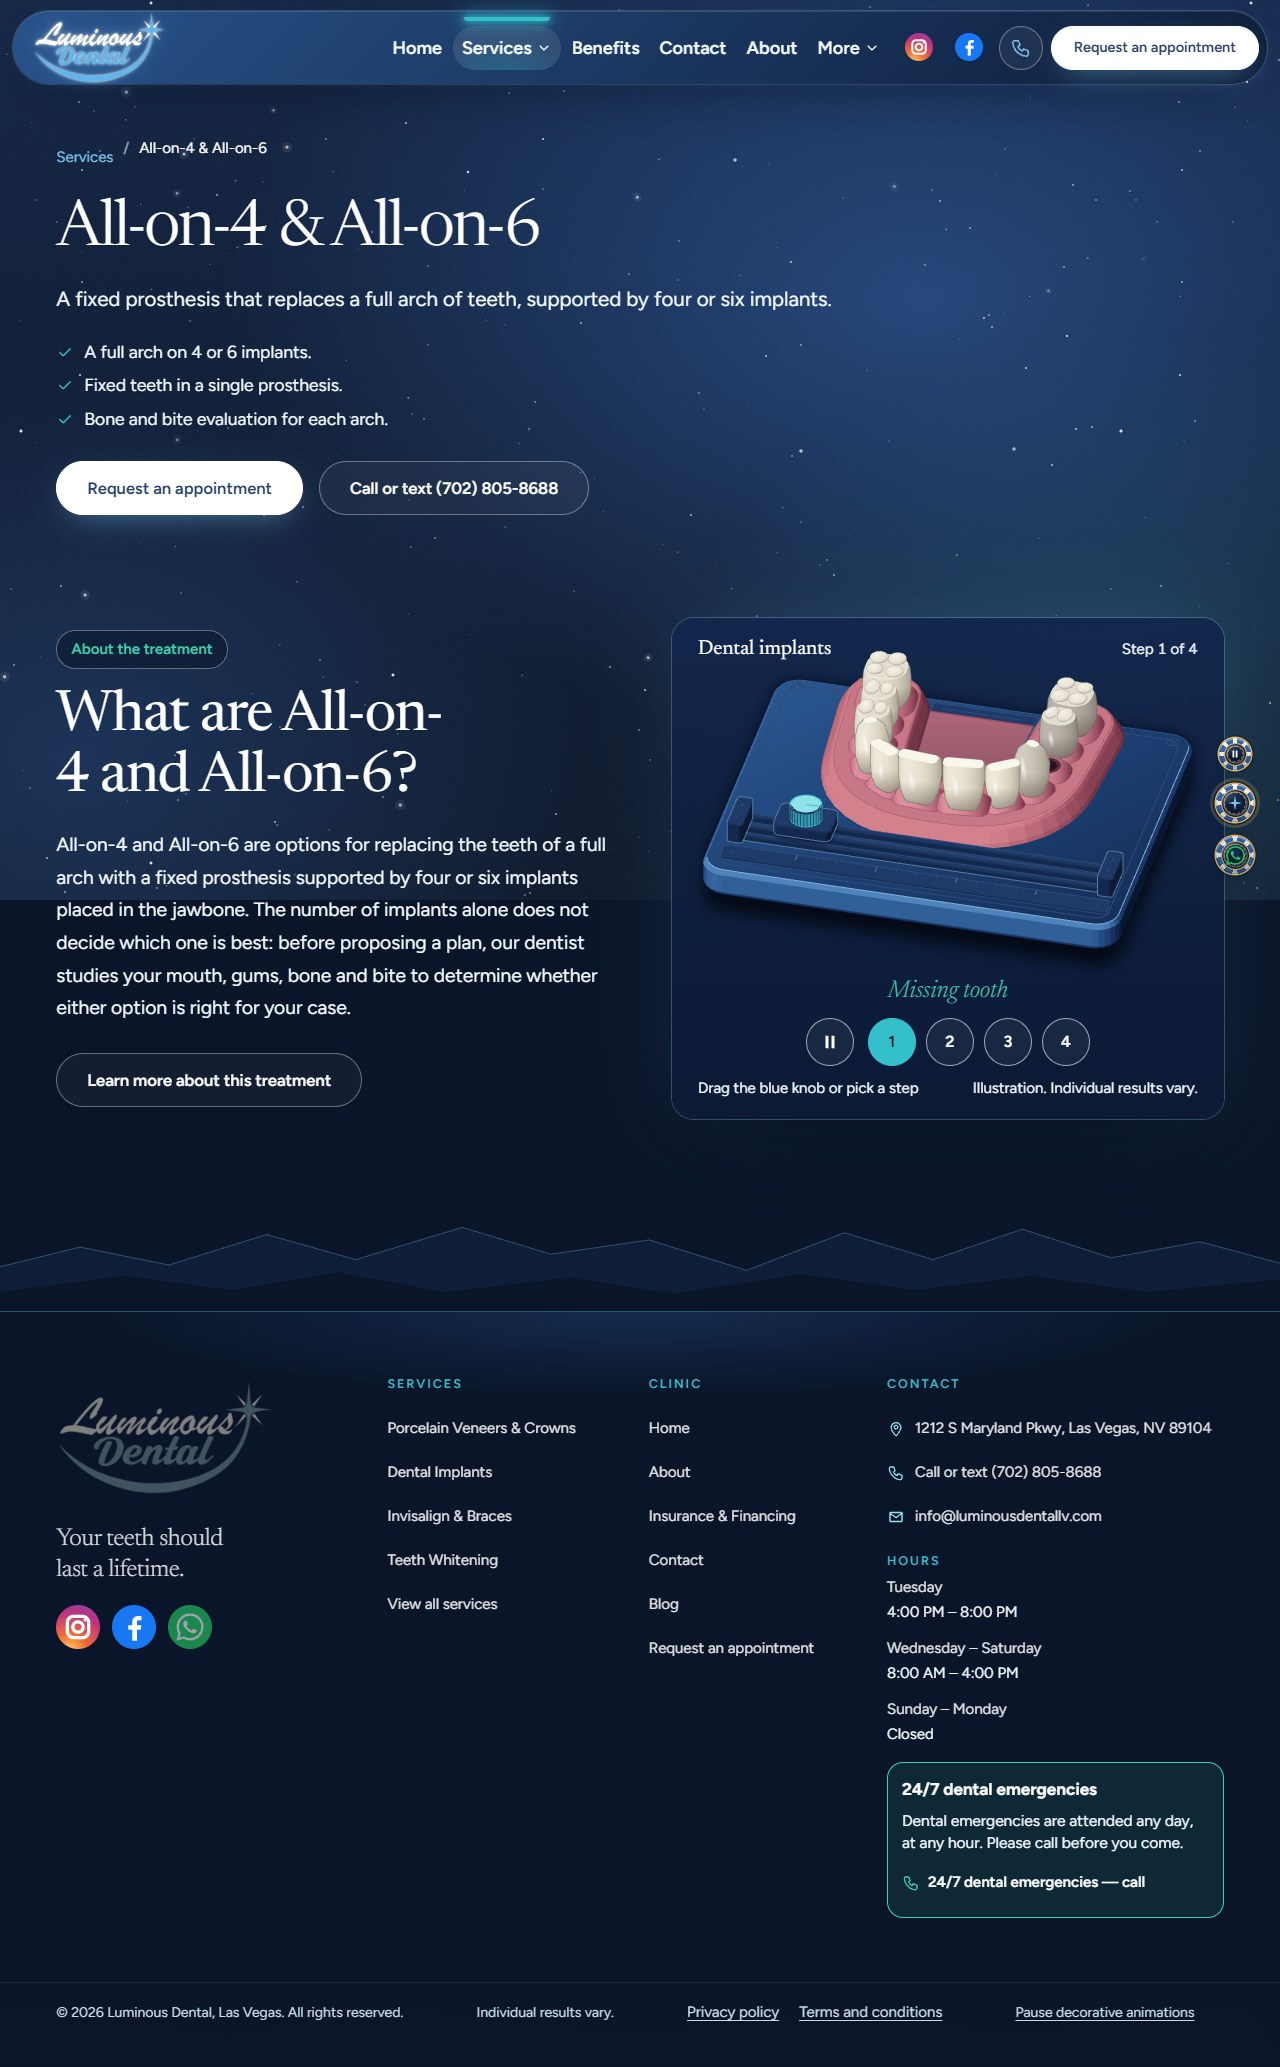 Luminous
Dental
Home
Services
Benefits
Contact
About
More
Request an appointment
Services / All-on-4 & All-on-6
All-on-4 & All-on-6
A fixed prosthesis that replaces a full arch of teeth, supported by four or six implants.
A full arch on 4 or 6 implants.
Fixed teeth in a single prosthesis.
Bone and bite evaluation for each arch.
Request an appointment
Call or text (702) 805-8688
About the treatment
What are All-on-
4 and All-on-6?
All-on-4 and All-on-6 are options for replacing the teeth of a full
arch with a fixed prosthesis supported by four or six implants
placed in the jawbone. The number of implants alone does not
decide which one is best: before proposing a plan, our dentist
studies your mouth, gums, bone and bite to determine whether
either option is right for your case.
Learn more about this treatment
Dental implants
Step 1 of 4
Missing tooth
1
2
3
4
Drag the blue knob or pick a step
Illustration. Individual results vary.
Luminous
Dental
Your teeth should
last a lifetime.
SERVICES
Porcelain Veneers & Crowns
Dental Implants
Invisalign & Braces
Teeth Whitening
View all services
CLINIC
Home
About
Insurance & Financing
Contact
Blog
Request an appointment
CONTACT
1212 S Maryland Pkwy, Las Vegas, NV 89104
Call or text (702) 805-8688
info@luminousdentallv.com
HOURS
Tuesday
4:00 PM – 8:00 PM
Wednesday – Saturday
8:00 AM – 4:00 PM
Sunday – Monday
Closed
24/7 dental emergencies
Dental emergencies are attended any day,
at any hour. Please call before you come.
24/7 dental emergencies — call
© 2026 Luminous Dental, Las Vegas. All rights reserved.
Individual results vary.
Privacy policy
Terms and conditions
Pause decorative animations